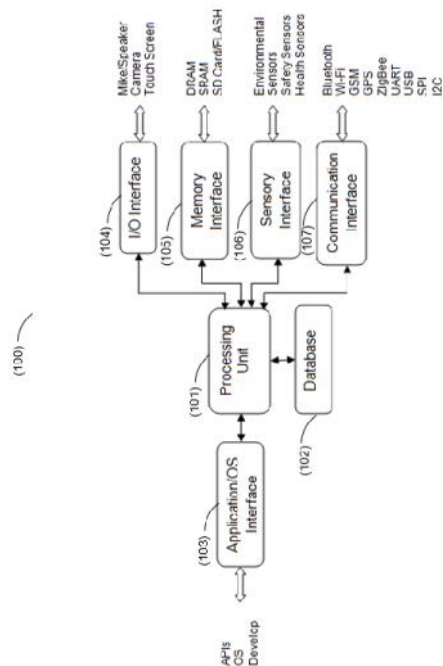 (100)
(104)
I/O Interface
Mike/Speaker
Camera
Touch Screen
(105)
Memory
Interface
DRAM
SRAM
SD Card/FLASH
(103)
Application/OS
Interface
APIs
OS
Develop
(101)
Processing
Unit
(106)
Sensory
Interface
Environmental
Sensors
Safety Sensors
Health Sensors
(102)
Database
(107)
Communication
Interface
Bluetooth
Wi-Fi
GSM
GPS
ZigBee
UART
USB
SPI
I2C